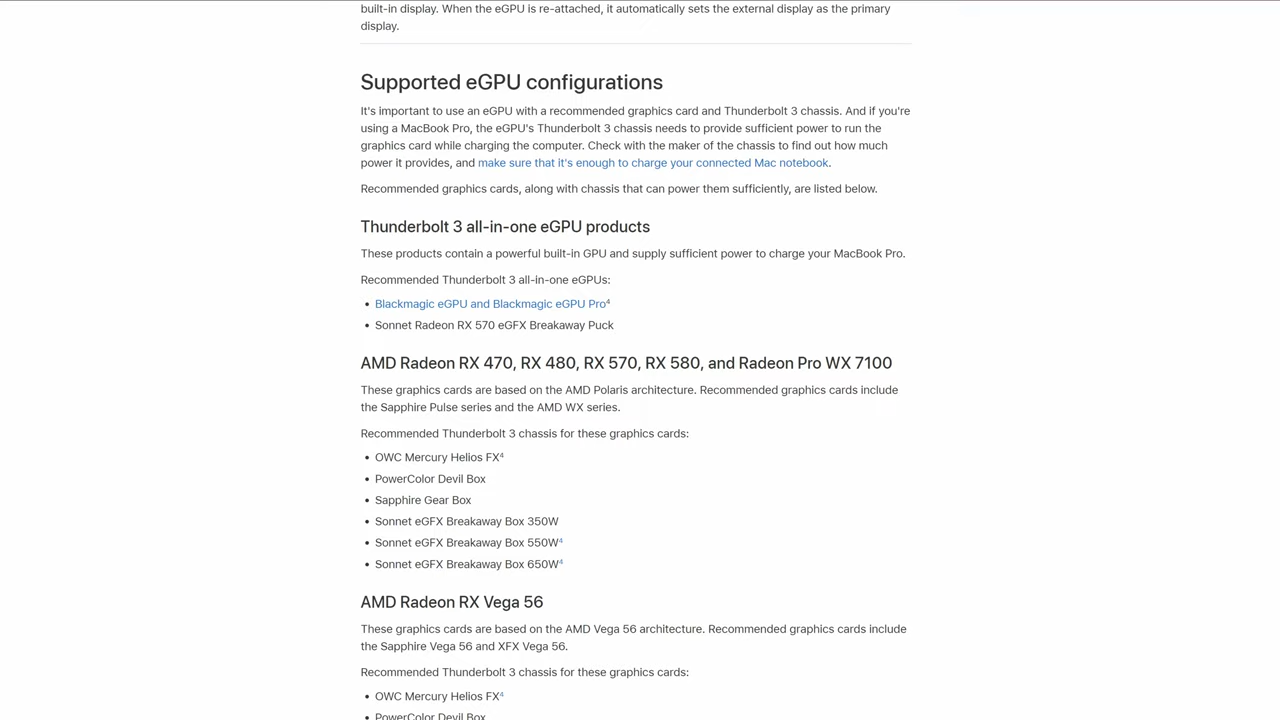 built-in display. When the eGPU is re-attached, it automatically sets the external display as the primary
display.
Supported eGPU configurations
It's important to use an eGPU with a recommended graphics card and Thunderbolt 3 chassis. And if you're
using a MacBook Pro, the eGPU's Thunderbolt 3 chassis needs to provide sufficient power to run the
graphics card while charging the computer. Check with the maker of the chassis to find out how much
power it provides, and make sure that it's enough to charge your connected Mac notebook.
Recommended graphics cards, along with chassis that can power them sufficiently, are listed below.
Thunderbolt 3 all-in-one eGPU products
These products contain a powerful built-in GPU and supply sufficient power to charge your MacBook Pro.
Recommended Thunderbolt 3 all-in-one eGPUs:
• Blackmagic eGPU and Blackmagic eGPU Pro⁴
• Sonnet Radeon RX 570 eGFX Breakaway Puck
AMD Radeon RX 470, RX 480, RX 570, RX 580, and Radeon Pro WX 7100
These graphics cards are based on the AMD Polaris architecture. Recommended graphics cards include
the Sapphire Pulse series and the AMD WX series.
Recommended Thunderbolt 3 chassis for these graphics cards:
• OWC Mercury Helios FX⁴
• PowerColor Devil Box
• Sapphire Gear Box
• Sonnet eGFX Breakaway Box 350W
• Sonnet eGFX Breakaway Box 550W⁴
• Sonnet eGFX Breakaway Box 650W⁴
AMD Radeon RX Vega 56
These graphics cards are based on the AMD Vega 56 architecture. Recommended graphics cards include
the Sapphire Vega 56 and XFX Vega 56.
Recommended Thunderbolt 3 chassis for these graphics cards:
• OWC Mercury Helios FX⁴
• PowerColor Devil Box